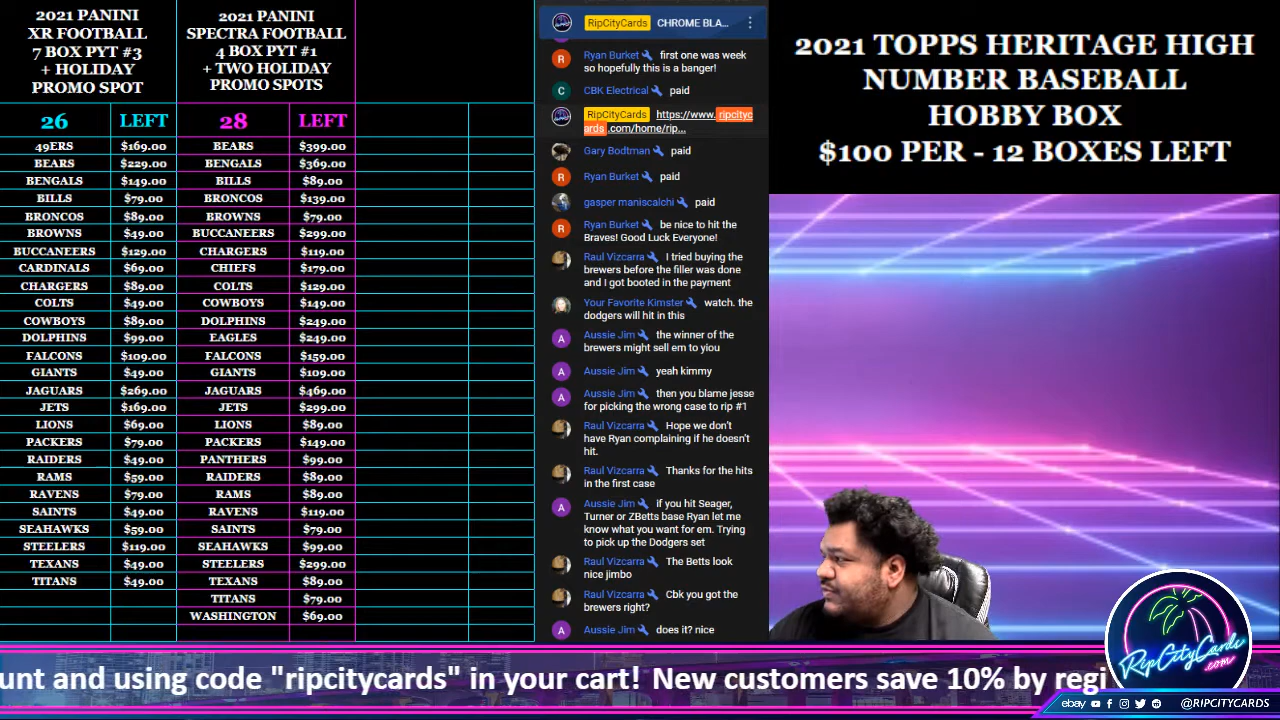 2021 PANINI
XR FOOTBALL
7 BOX PYT #3
+ HOLIDAY
PROMO SPOT
26 LEFT
49ERS $169.00
BEARS $229.00
BENGALS $149.00
BILLS $79.00
BRONCOS $89.00
BROWNS $49.00
BUCCANEERS $129.00
CARDINALS $69.00
CHARGERS $89.00
COLTS $49.00
COWBOYS $89.00
DOLPHINS $99.00
FALCONS $109.00
GIANTS $49.00
JAGUARS $269.00
JETS $169.00
LIONS $69.00
PACKERS $79.00
RAIDERS $49.00
RAMS $59.00
RAVENS $79.00
SAINTS $49.00
SEAHAWKS $59.00
STEELERS $119.00
TEXANS $49.00
TITANS $49.00
2021 PANINI
SPECTRA FOOTBALL
4 BOX PYT #1
+ TWO HOLIDAY
PROMO SPOTS
28 LEFT
BEARS $399.00
BENGALS $369.00
BILLS $89.00
BRONCOS $139.00
BROWNS $79.00
BUCCANEERS $299.00
CHARGERS $119.00
CHIEFS $179.00
COLTS $129.00
COWBOYS $149.00
DOLPHINS $249.00
EAGLES $249.00
FALCONS $159.00
GIANTS $109.00
JAGUARS $469.00
JETS $299.00
LIONS $89.00
PACKERS $149.00
PANTHERS $99.00
RAIDERS $89.00
RAMS $89.00
RAVENS $119.00
SAINTS $79.00
SEAHAWKS $99.00
STEELERS $299.00
TEXANS $89.00
TITANS $79.00
WASHINGTON $69.00
RipCityCards CHROME BLA...
R Ryan Burket first one was week
so hopefully this is a banger!
C CBK Electrical paid
RipCityCards https://www.ripcityc
ards.com/home/rip...
Gary Bodtman paid
R Ryan Burket paid
gasper maniscalchi paid
R Ryan Burket be nice to hit the
Braves! Good Luck Everyone!
Raul Vizcarra I tried buying the
brewers before the filler was done
and I got booted in the payment
Your Favorite Kimster watch. the
dodgers will hit in this
A Aussie Jim the winner of the
brewers might sell em to yiou
A Aussie Jim yeah kimmy
A Aussie Jim then you blame jesse
for picking the wrong case to rip #1
Raul Vizcarra Hope we don't
have Ryan complaining if he doesn't
hit.
Raul Vizcarra Thanks for the hits
in the first case
A Aussie Jim if you hit Seager,
Turner or ZBetts base Ryan let me
know what you want for em. Trying
to pick up the Dodgers set
Raul Vizcarra The Betts look
nice jimbo
Raul Vizcarra Cbk you got the
brewers right?
A Aussie Jim does it? nice
2021 TOPPS HERITAGE HIGH
NUMBER BASEBALL
HOBBY BOX
$100 PER - 12 BOXES LEFT
unt and using code "ripcitycards" in your cart! New customers save 10% by regi
RipCityCards
.com
ebay @RIPCITYCARDS